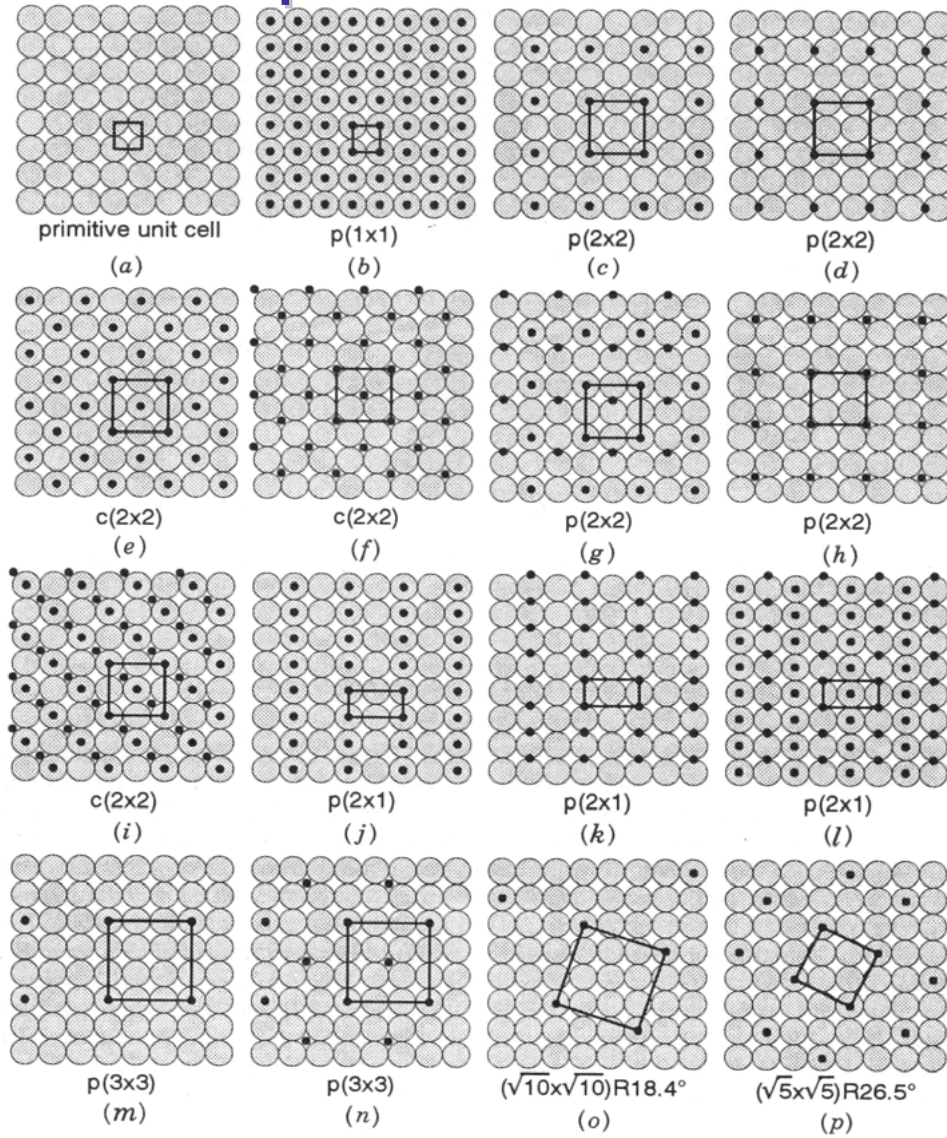 primitive unit cell
(a)
p(1x1)
(b)
p(2x2)
(c)
p(2x2)
(d)
c(2x2)
(e)
c(2x2)
(f)
p(2x2)
(g)
p(2x2)
(h)
c(2x2)
(i)
p(2x1)
(j)
p(2x1)
(k)
p(2x1)
(l)
p(3x3)
(m)
p(3x3)
(n)
(√10x√10)R18.4°
(o)
(√5x√5)R26.5°
(p)